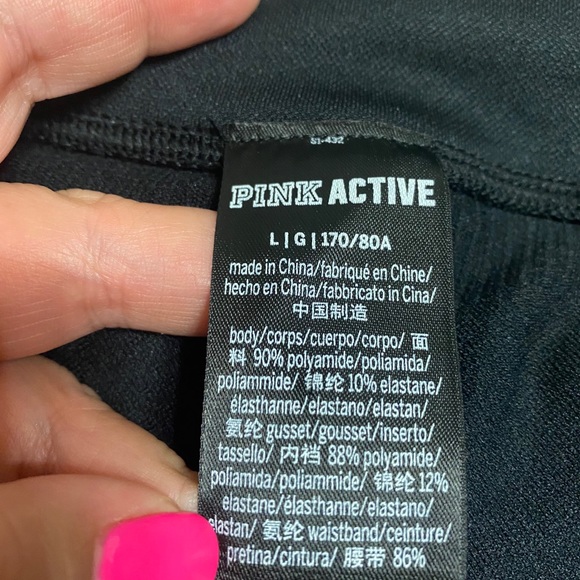 51-432
PINK ACTIVE
L | G | 170/80A
made in China/fabriqué en Chine/
hecho en China/fabbricato in Cina/
中国制造
body/corps/cuerpo/corpo/ 面
料 90% polyamide/poliamida/
poliammide/ 锦纶 10% elastane/
élasthanne/elastano/elastan/
氨纶 gusset/gousset/inserto/
tassello/ 内裆 88% polyamide/
poliamida/poliammide/ 锦纶 12%
elastane/élasthanne/elastano/
elastan/ 氨纶 waistband/ceinture/
pretina/cintura/ 腰带 86%